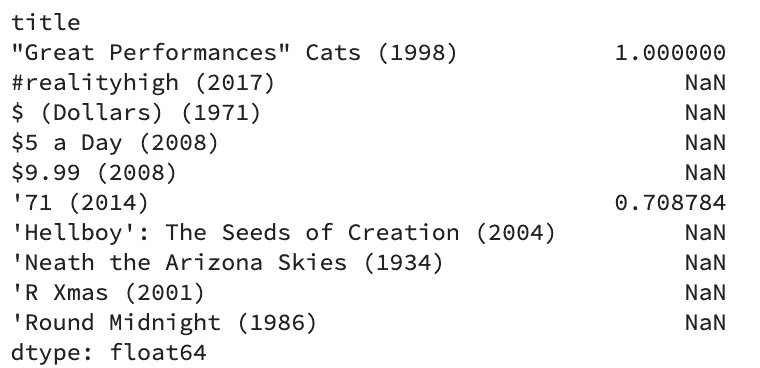 title
"Great Performances" Cats (1998) 1.000000
#realityhigh (2017) NaN
$ (Dollars) (1971) NaN
$5 a Day (2008) NaN
$9.99 (2008) NaN
'71 (2014) 0.708784
'Hellboy': The Seeds of Creation (2004) NaN
'Neath the Arizona Skies (1934) NaN
'R Xmas (2001) NaN
'Round Midnight (1986) NaN
dtype: float64